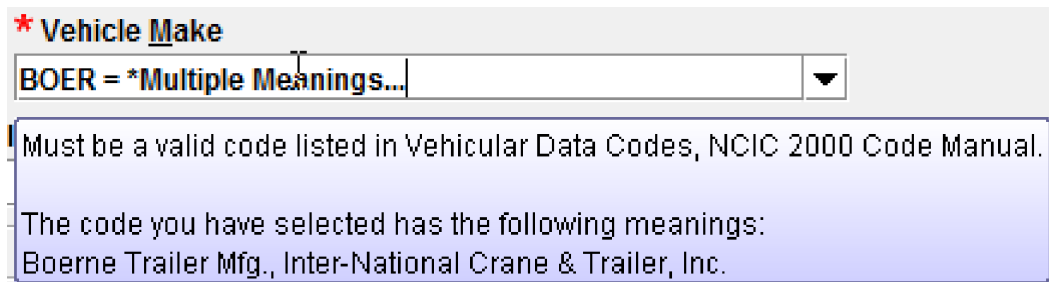 * Vehicle Make
BOER = *Multiple Meanings...
Must be a valid code listed in Vehicular Data Codes, NCIC 2000 Code Manual.
The code you have selected has the following meanings:
Boerne Trailer Mfg., Inter-National Crane & Trailer, Inc.